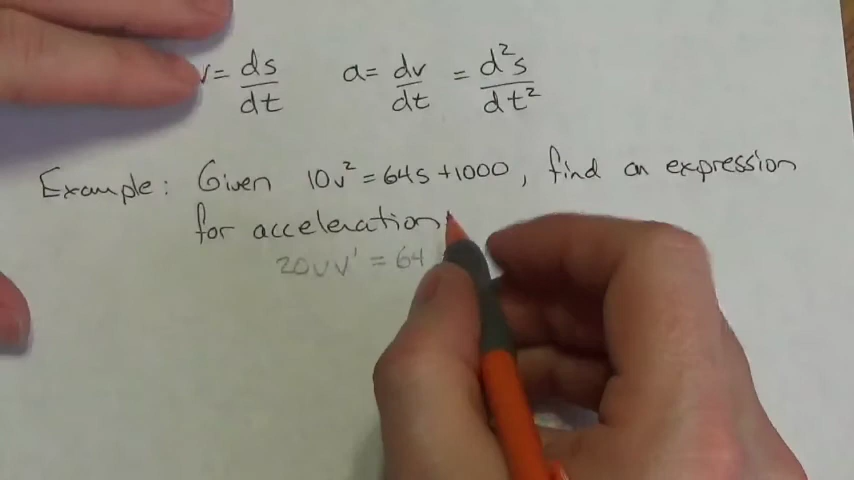 v = ds/dt a = dv/dt = d²s/dt²
Example: Given 10v² = 64s + 1000, find an expression
for acceleration
20vv' = 64